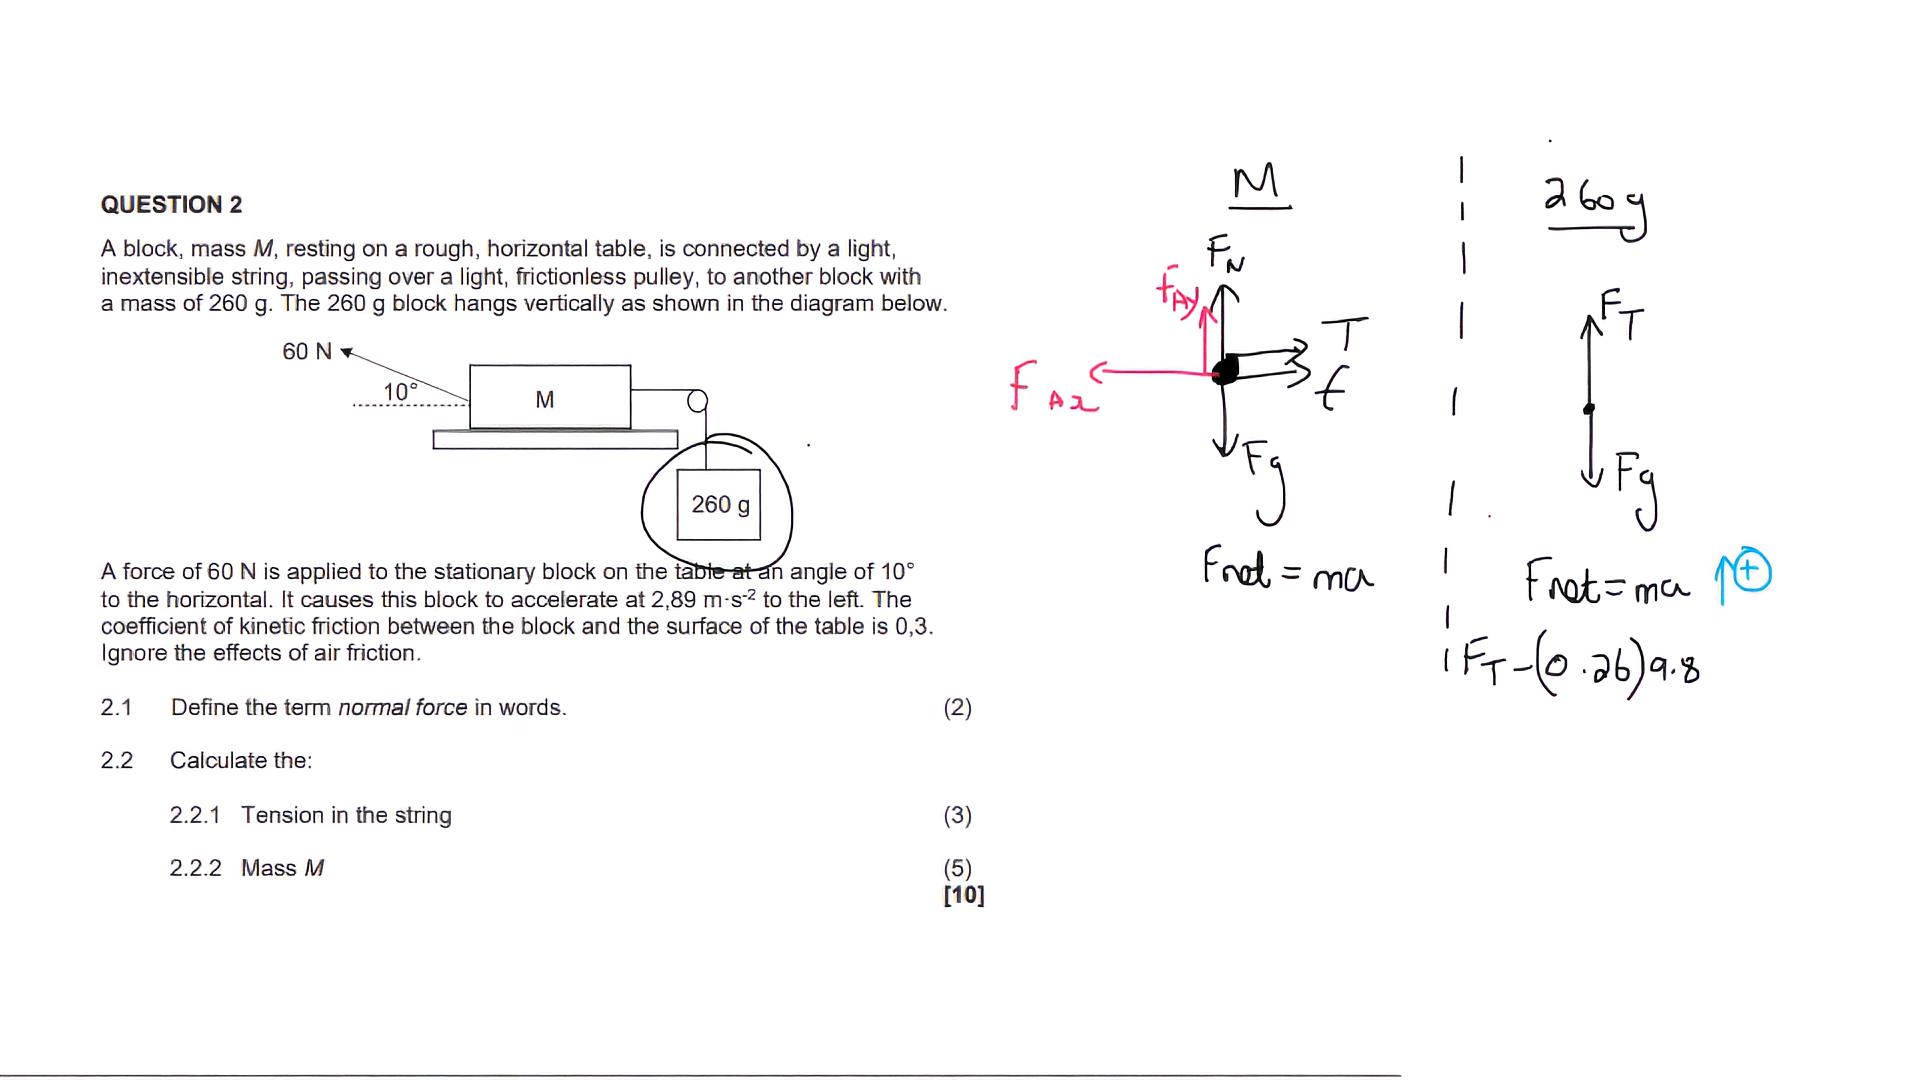 QUESTION 2
A block, mass M, resting on a rough, horizontal table, is connected by a light,
inextensible string, passing over a light, frictionless pulley, to another block with
a mass of 260 g. The 260 g block hangs vertically as shown in the diagram below.
60 N
10°
M
260 g
A force of 60 N is applied to the stationary block on the table at an angle of 10°
to the horizontal. It causes this block to accelerate at 2,89 m·s⁻² to the left. The
coefficient of kinetic friction between the block and the surface of the table is 0,3.
Ignore the effects of air friction.
2.1 Define the term normal force in words. (2)
2.2 Calculate the:
2.2.1 Tension in the string (3)
2.2.2 Mass M (5)
[10]
M
F_N
F_Ay
T
F_Ax
f
Fg
Fnet = ma
260g
F_T
Fg
Fnet = ma +
F_T - (0.26)9.8